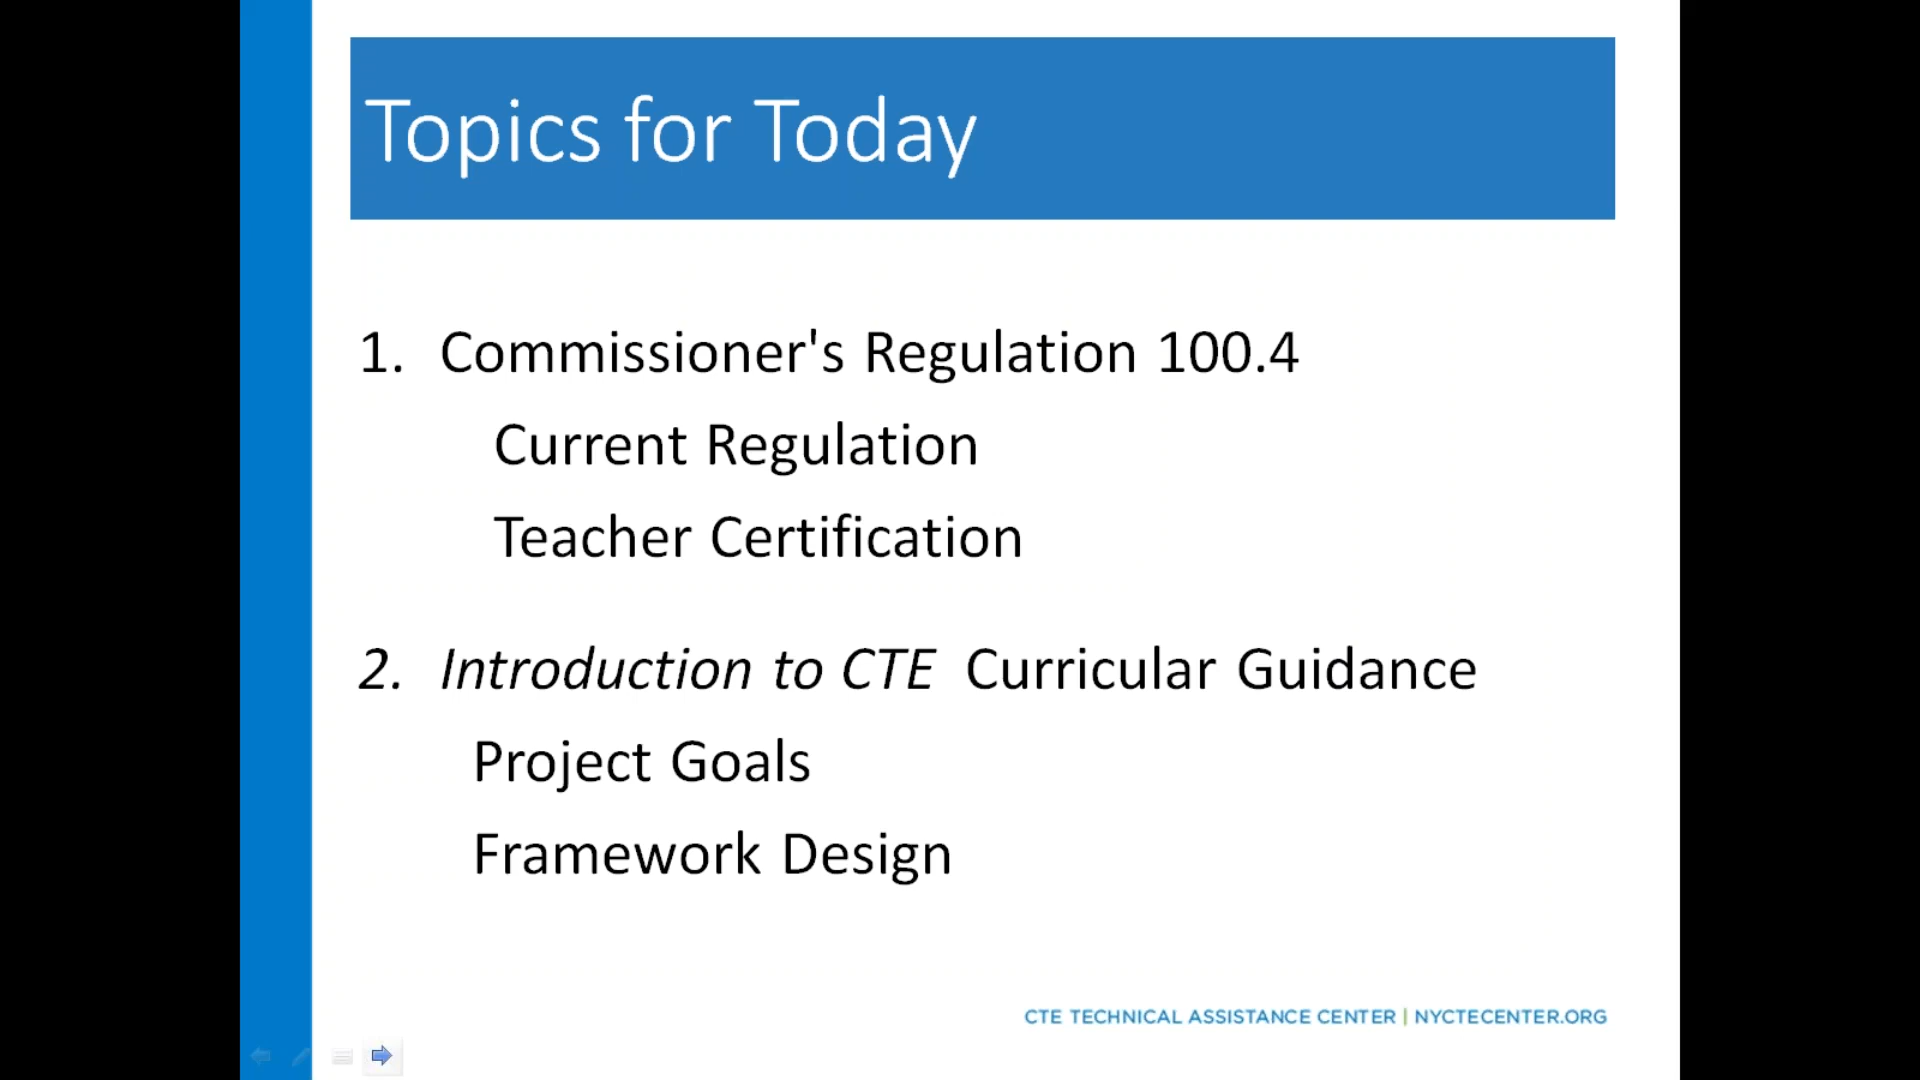 Topics for Today
1. Commissioner's Regulation 100.4
Current Regulation
Teacher Certification
2. Introduction to CTE Curricular Guidance
Project Goals
Framework Design
CTE TECHNICAL ASSISTANCE CENTER | NYCTECENTER.ORG